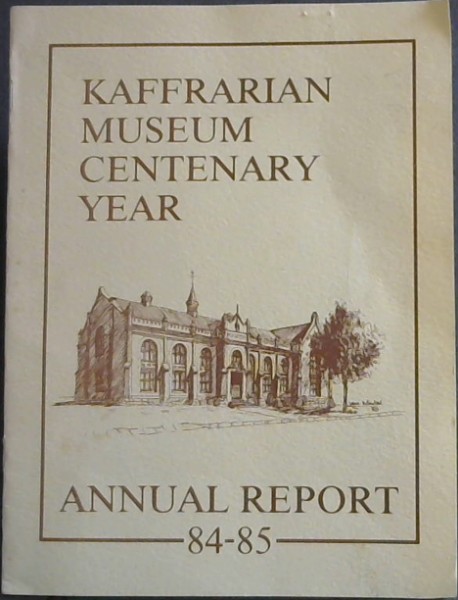 KAFFRARIAN
MUSEUM
CENTENARY
YEAR
ANNUAL REPORT
84-85